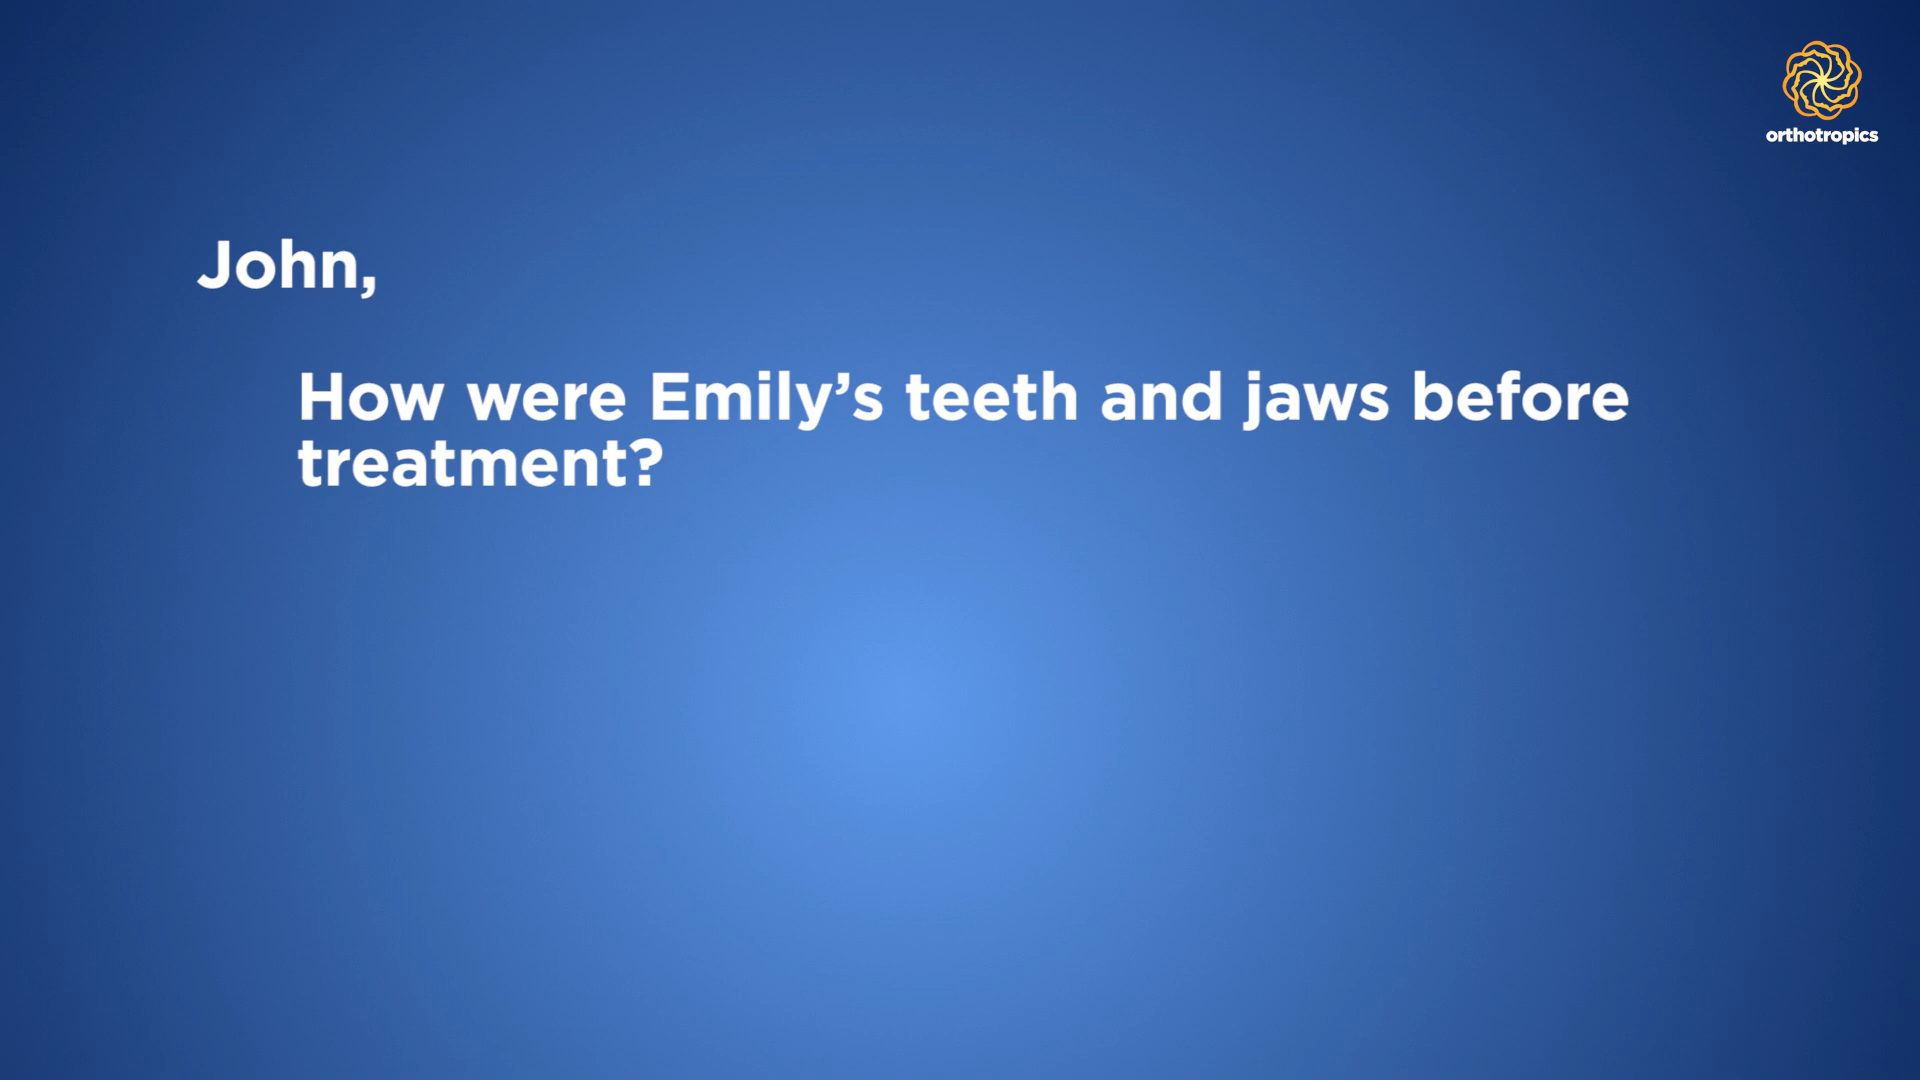 orthotropics
John,
How were Emily’s teeth and jaws before
treatment?